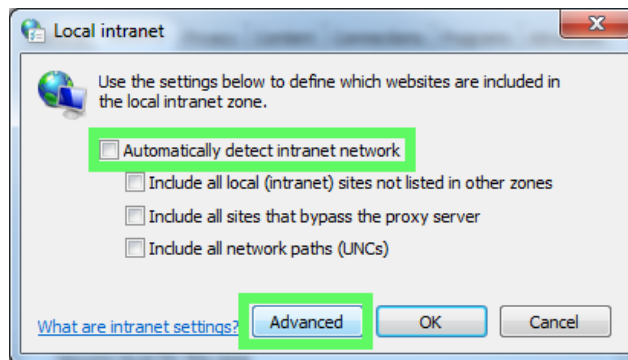 Local intranet
Use the settings below to define which websites are included in
the local intranet zone.
Automatically detect intranet network
Include all local (intranet) sites not listed in other zones
Include all sites that bypass the proxy server
Include all network paths (UNCs)
What are intranet settings?
Advanced
OK
Cancel